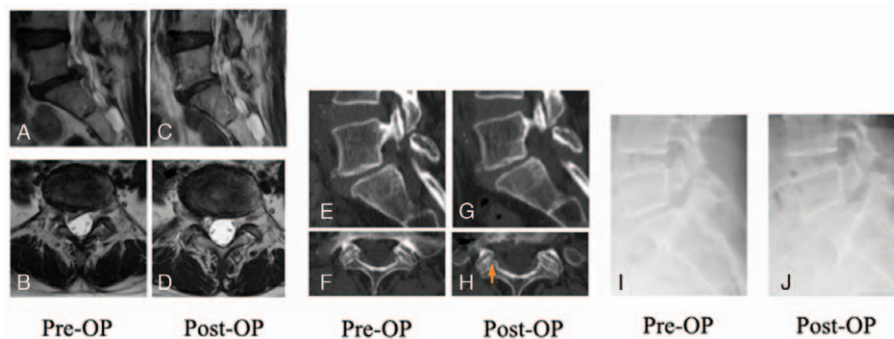 A C
B D
E G
F H
I J
Pre-OP Post-OP Pre-OP Post-OP Pre-OP Post-OP